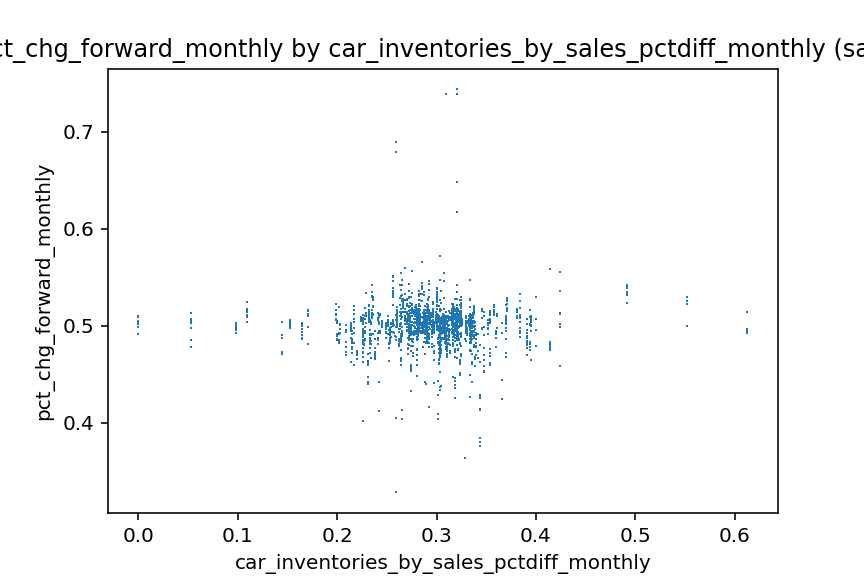 ct_chg_forward_monthly by car_inventories_by_sales_pctdiff_monthly (sa
0.7
0.6
0.5
0.4
pct_chg_forward_monthly
0.0 0.1 0.2 0.3 0.4 0.5 0.6
car_inventories_by_sales_pctdiff_monthly